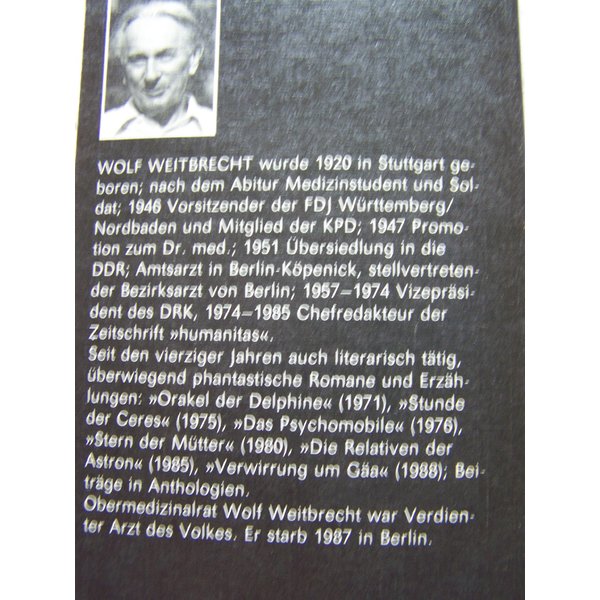 WOLF WEITBRECHT wurde 1920 in Stuttgart ge-
boren; nach dem Abitur Medizinstudent und Sol-
dat; 1946 Vorsitzender der FDJ Württemberg/
Nordbaden und Mitglied der KPD; 1947 Promo-
tion zum Dr. med.; 1951 Übersiedlung in die
DDR; Amtsarzt in Berlin-Köpenick, stellvertreten-
der Bezirksarzt von Berlin; 1957–1974 Vizepräsi-
dent des DRK, 1974–1985 Chefredakteur der
Zeitschrift »humanitas«.
Seit den vierziger Jahren auch literarisch tätig,
überwiegend phantastische Romane und Erzäh-
lungen: »Orakel der Delphine« (1971), »Stunde
der Ceres« (1975), »Das Psychomobile« (1976),
»Stern der Mütter« (1980), »Die Relativen der
Astron« (1985), »Verwirrung um Gäa« (1988); Bei-
träge in Anthologien.
Obermedizinalrat Wolf Weitbrecht war Verdien-
ter Arzt des Volkes. Er starb 1987 in Berlin.